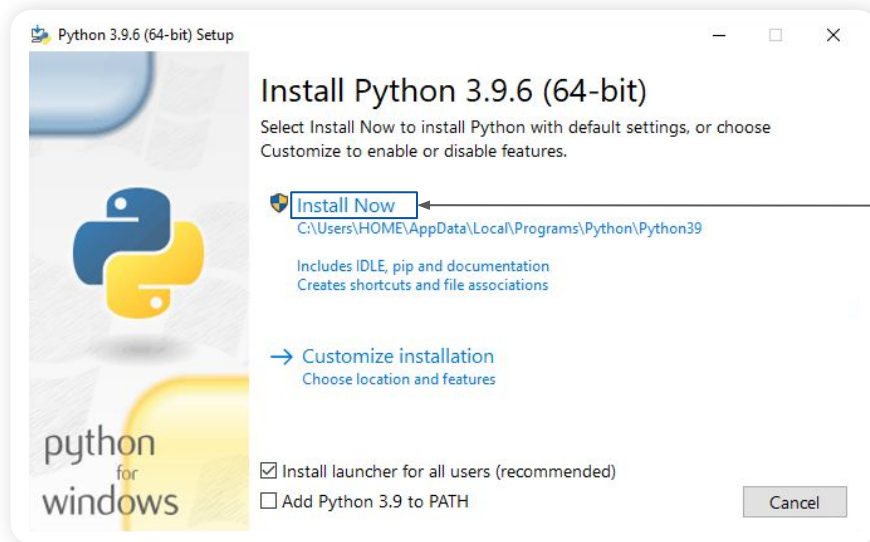 Python 3.9.6 (64-bit) Setup
Install Python 3.9.6 (64-bit)
Select Install Now to install Python with default settings, or choose
Customize to enable or disable features.
Install Now
C:\Users\HOME\AppData\Local\Programs\Python\Python39
Includes IDLE, pip and documentation
Creates shortcuts and file associations
Customize installation
Choose location and features
python
for
windows
Install launcher for all users (recommended)
Add Python 3.9 to PATH
Cancel